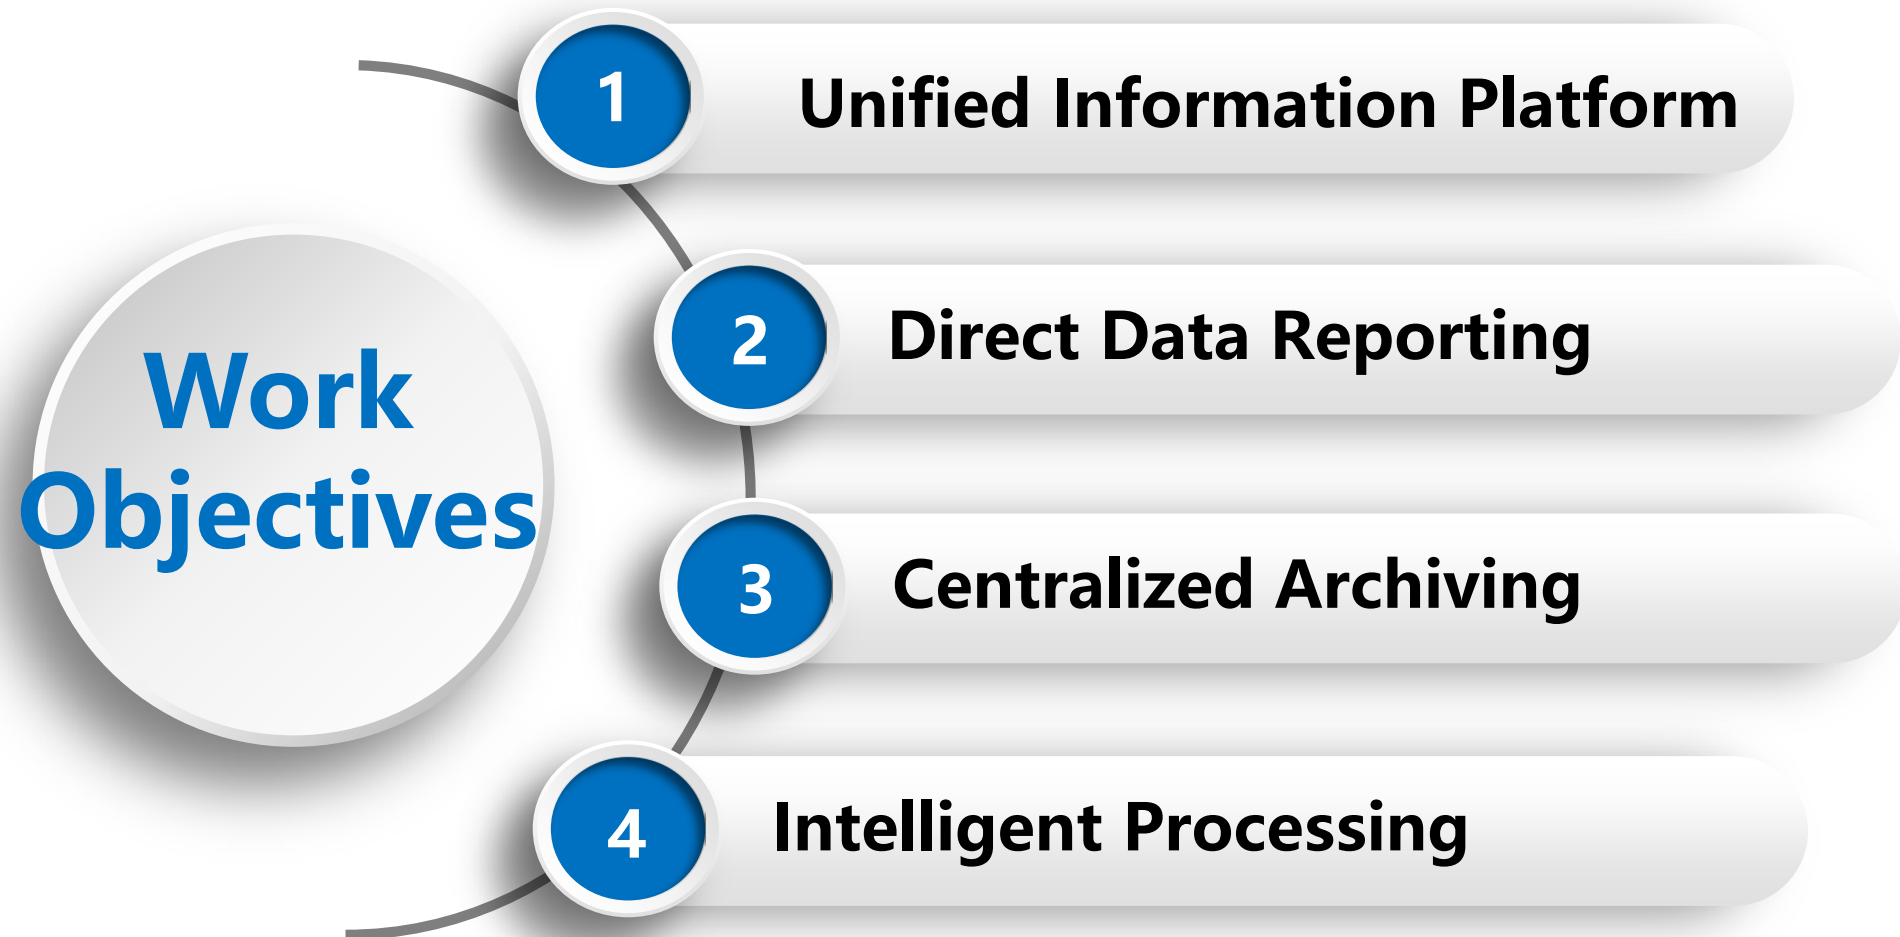 Work
Objectives
1
Unified Information Platform
2
Direct Data Reporting
3
Centralized Archiving
4
Intelligent Processing